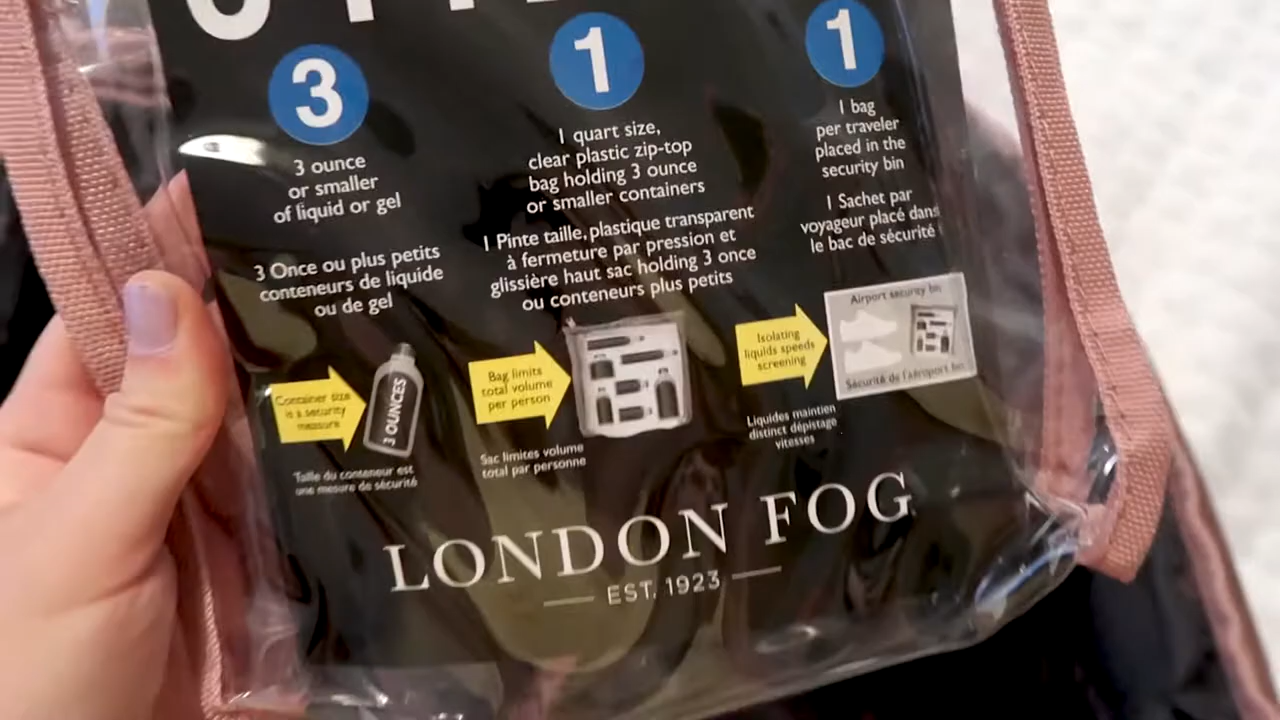 3
3 ounce
or smaller
of liquid or gel
3 Once ou plus petits
conteneurs de liquide
ou de gel
Container size
is a security
measure
3 OUNCES
Taille du conteneur est
une mesure de sécurité
1
1 quart size,
clear plastic zip-top
bag holding 3 ounce
or smaller containers
1 Pinte taille, plastique transparent
à fermeture par pression et
glissière haut sac holding 3 once
ou conteneurs plus petits
Bag limits
total volume
per person
Sac limites volume
total par personne
1
1 bag
per traveler
placed in the
security bin
1 Sachet par
voyageur placé dans
le bac de sécurité
Isolating
liquids speeds
screening
Airport security bin
Sécurité de l'aéroport
Liquides maintien
distinct dépistage
vitesses
LONDON FOG
EST. 1923